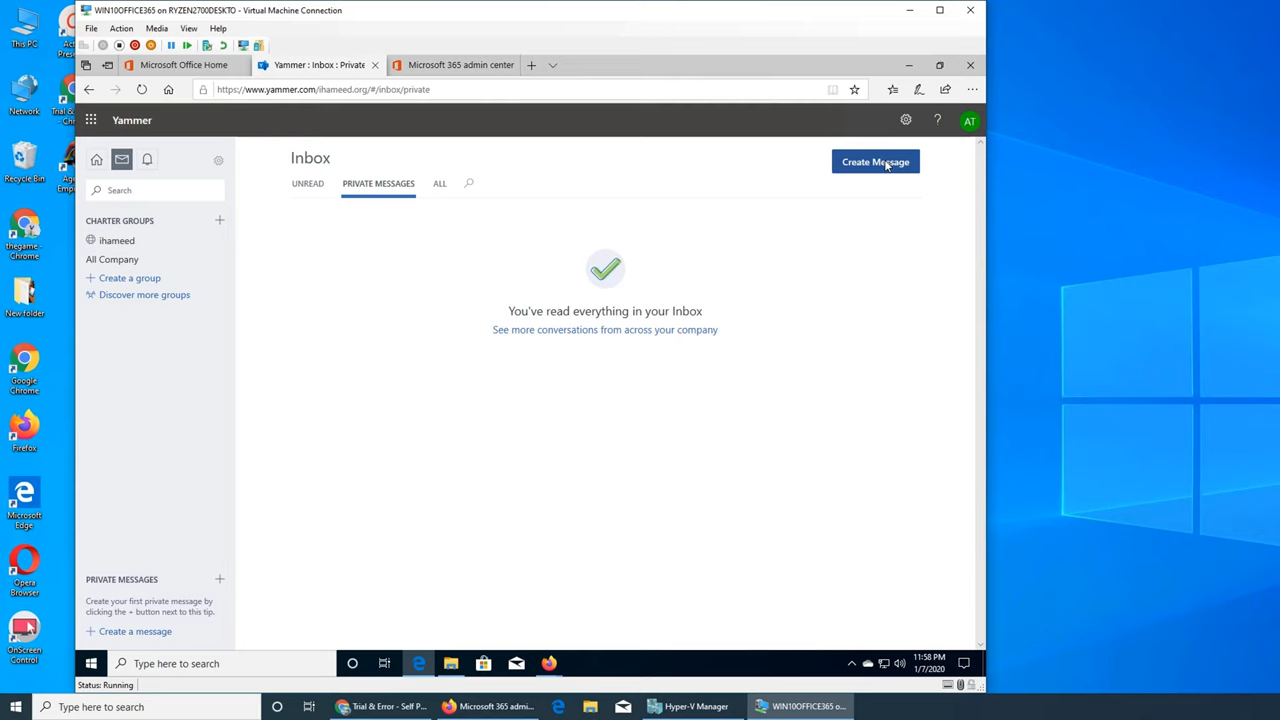 WIN10OFFICE365 on RYZEN2700DESKTO - Virtual Machine Connection
File Action Media View Help
Microsoft Office Home
Yammer : Inbox : Private
Microsoft 365 admin center
https://www.yammer.com/ihameed.org/#/inbox/private
Yammer
? AT
Inbox
Create Message
UNREAD PRIVATE MESSAGES ALL
Search
CHARTER GROUPS
ihameed
All Company
Create a group
Discover more groups
You've read everything in your Inbox
See more conversations from across your company
PRIVATE MESSAGES
Create your first private message by
clicking the + button next to this tip.
Create a message
Type here to search
11:58 PM
1/7/2020
Status: Running
This PC
Network
Recycle Bin
thegame -
Chrome
New folder
Google
Chrome
Firefox
Microsoft
Edge
Opera
Browser
OnScreen
Control
Type here to search
Trial & Error - Self P...
Microsoft 365 admi...
Hyper-V Manager
WIN10OFFICE365 o...